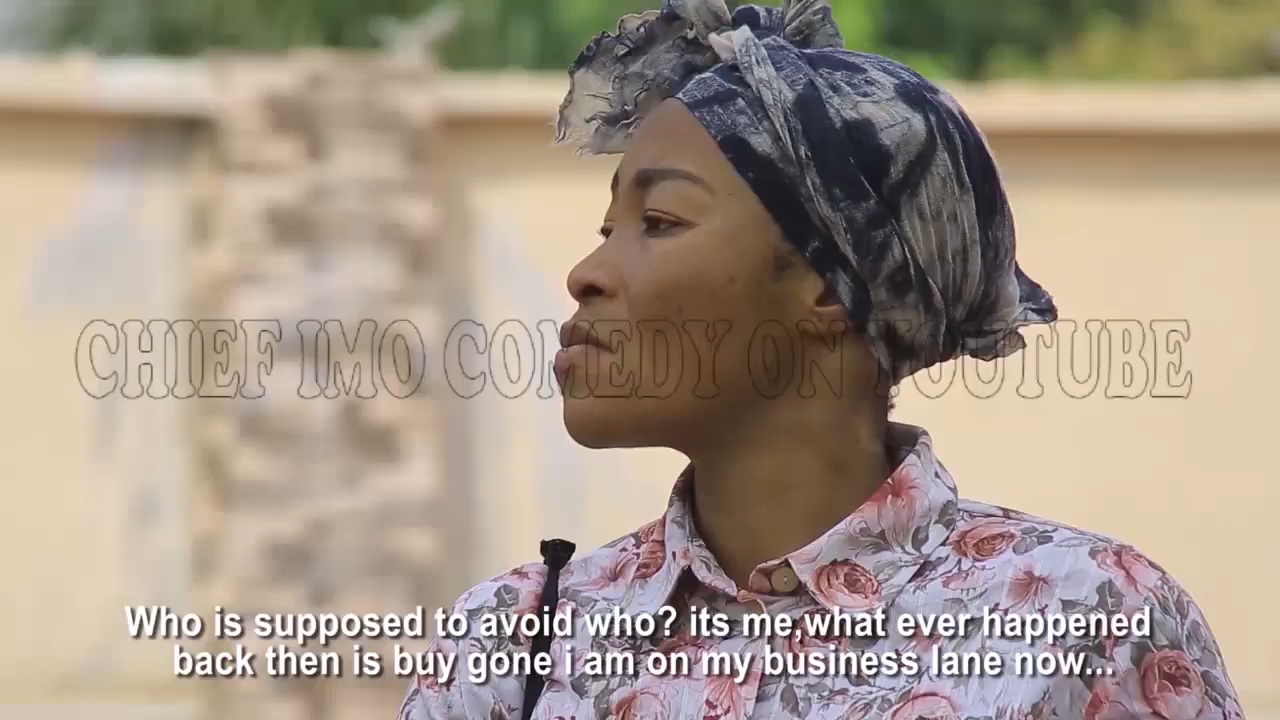 CHIEF IMO COMEDY ON YOUTUBE
Who is supposed to avoid who? its me,what ever happened
back then is buy gone i am on my business lane now...